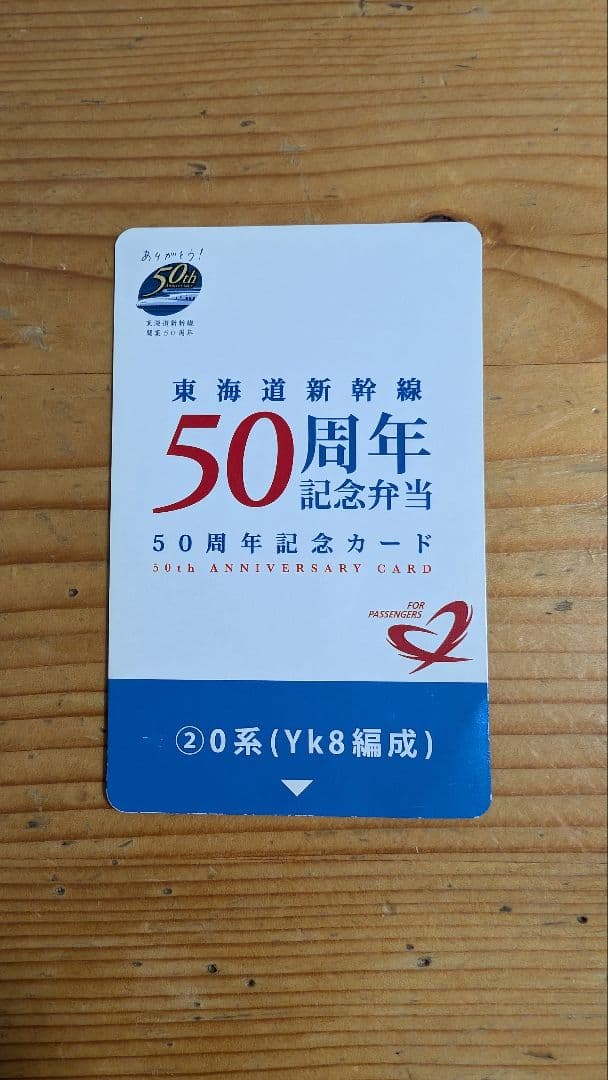 ありがとう!
50th
Anniversary
東海道新幹線
開業50周年
東海道新幹線
50周年
記念弁当
50周年記念カード
50th ANNIVERSARY CARD
FOR
PASSENGERS
②0系(Yk8編成)